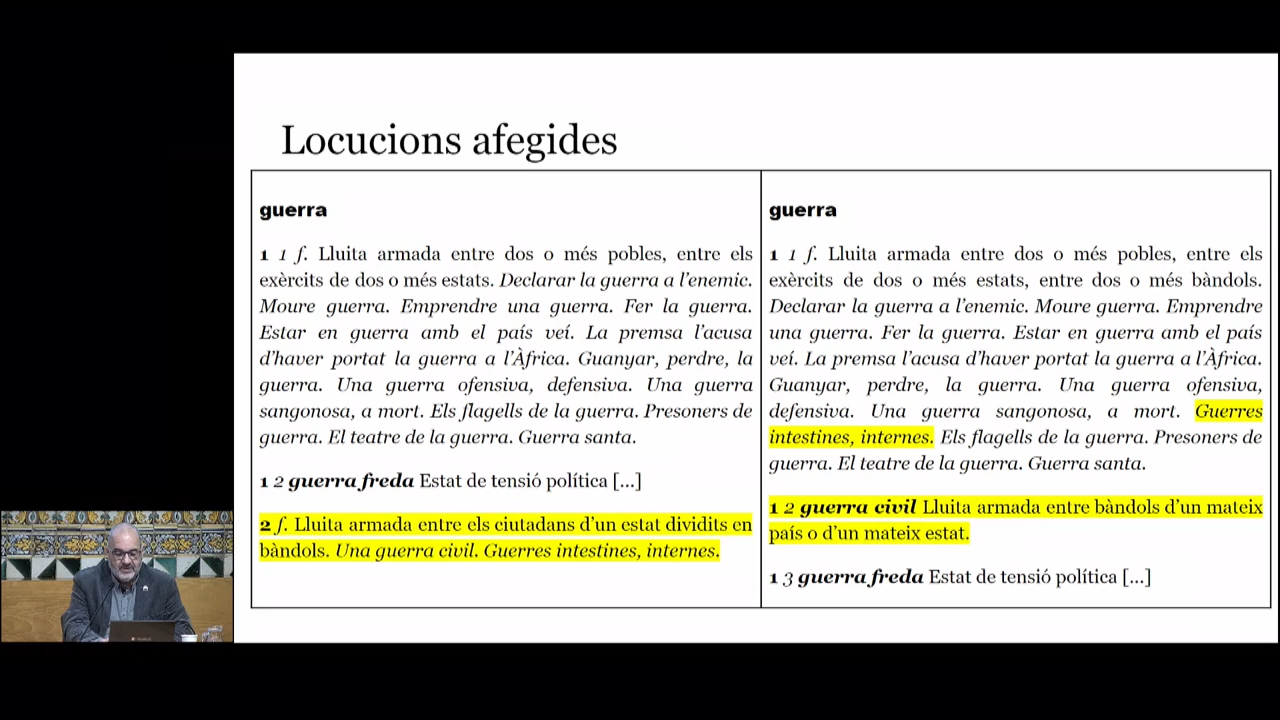 Locucions afegides
guerra
1 1 f. Lluita armada entre dos o més pobles, entre els
exèrcits de dos o més estats. Declarar la guerra a l’enemic.
Moure guerra. Emprendre una guerra. Fer la guerra.
Estar en guerra amb el país veí. La premsa l’acusa
d’haver portat la guerra a l’Àfrica. Guanyar, perdre, la
guerra. Una guerra ofensiva, defensiva. Una guerra
sangonosa, a mort. Els flagells de la guerra. Presoners de
guerra. El teatre de la guerra. Guerra santa.
1 2 guerra freda Estat de tensió política [...]
2 f. Lluita armada entre els ciutadans d’un estat dividits en
bàndols. Una guerra civil. Guerres intestines, internes.
guerra
1 1 f. Lluita armada entre dos o més pobles, entre els
exèrcits de dos o més estats, entre dos o més bàndols.
Declarar la guerra a l’enemic. Moure guerra. Emprendre
una guerra. Fer la guerra. Estar en guerra amb el país
veí. La premsa l’acusa d’haver portat la guerra a l’Àfrica.
Guanyar, perdre, la guerra. Una guerra ofensiva,
defensiva. Una guerra sangonosa, a mort. Guerres
intestines, internes. Els flagells de la guerra. Presoners de
guerra. El teatre de la guerra. Guerra santa.
1 2 guerra civil Lluita armada entre bàndols d’un mateix
país o d’un mateix estat.
1 3 guerra freda Estat de tensió política [...]